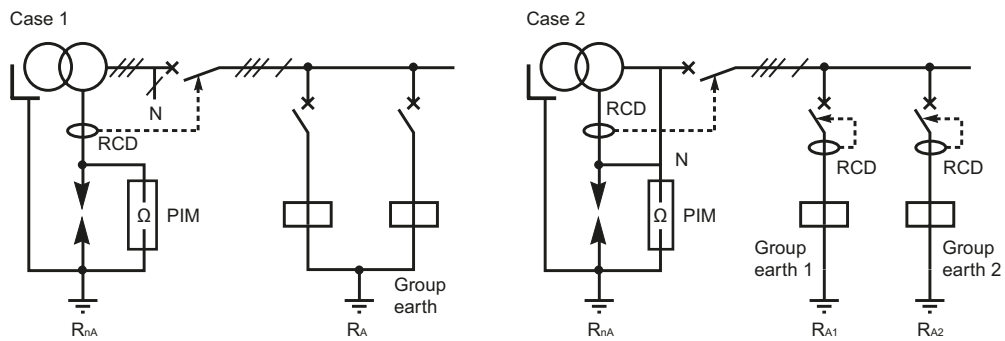 Case 1
N
RCD
Ω
PIM
Group
earth
RnA
RA
Case 2
RCD
N
RCD
RCD
Ω
PIM
Group
earth 1
Group
earth 2
RnA
RA1
RA2